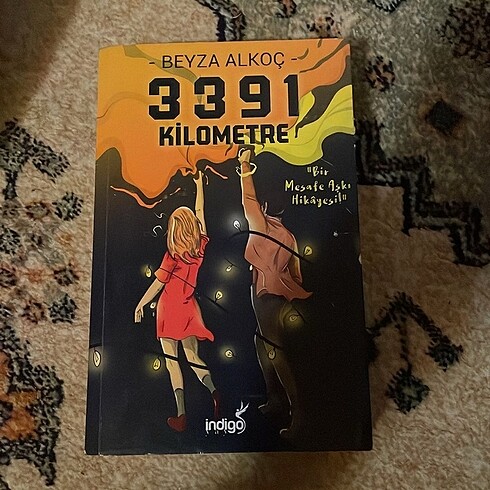 - BEYZA ALKOÇ -
3391
KİLOMETRE
"Bir
Mesafe Aşkı
Hikâyesi"
indigo